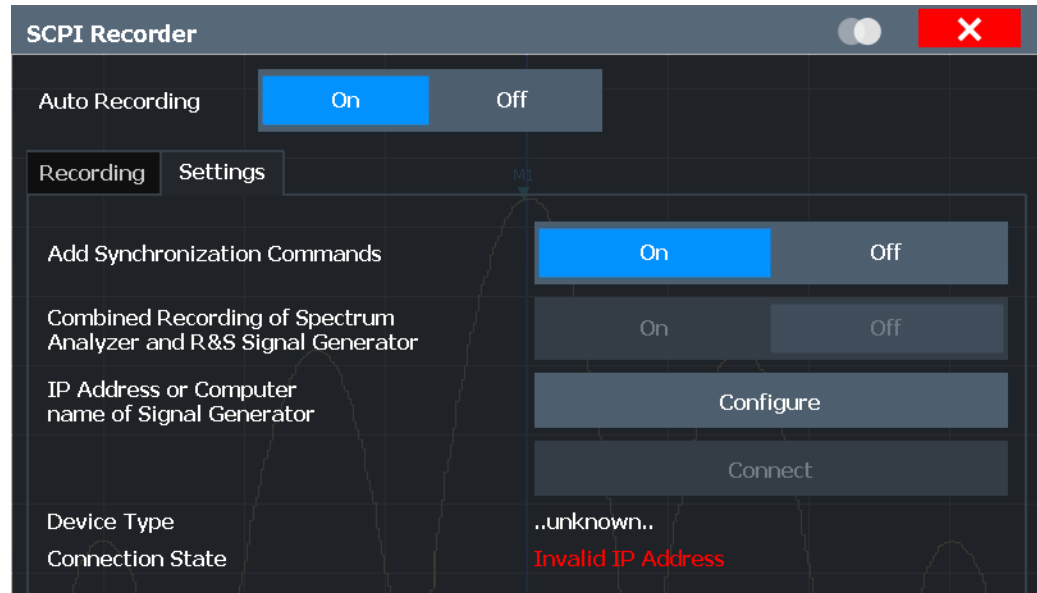 SCPI Recorder
Auto Recording On Off
Recording Settings
M1
Add Synchronization Commands On Off
Combined Recording of Spectrum
Analyzer and R&S Signal Generator On Off
IP Address or Computer
name of Signal Generator Configure
Connect
Device Type ..unknown..
Connection State Invalid IP Address